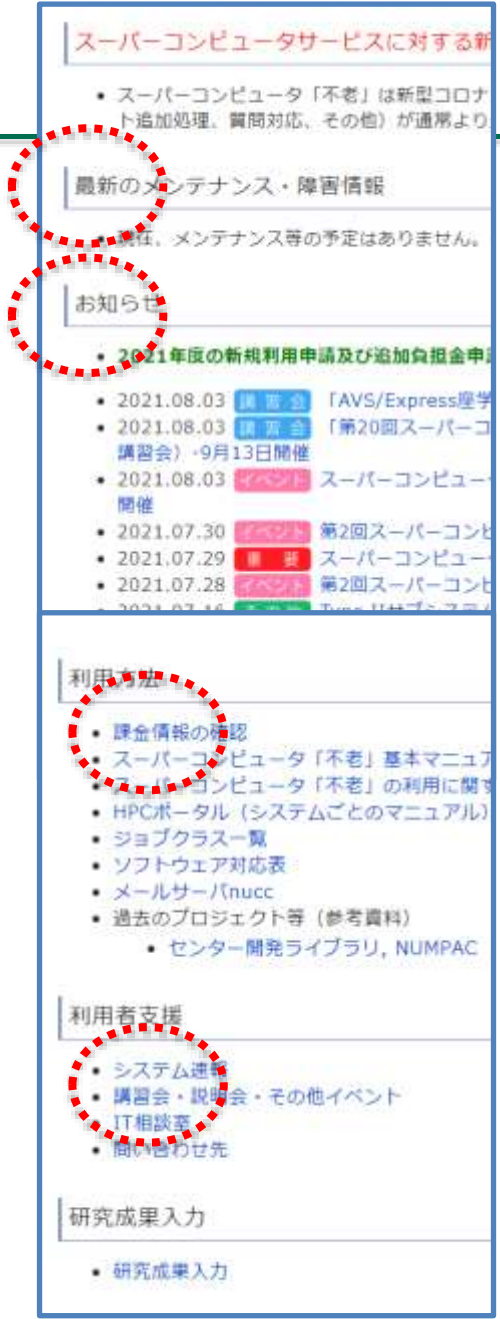 スーパーコンピュータサービスに対する新
• スーパーコンピュータ「不老」は新型コロナ
ト追加処理、質問対応、その他）が通常より
最新のメンテナンス・障害情報
• 現在、メンテナンス等の予定はありません。
お知らせ
• 2021年度の新規利用申請及び追加負担金申
• 2021.08.03 講 習 会 「AVS/Express座学
• 2021.08.03 講 習 会 「第20回スーパーコ
講習会）-9月13日開催
• 2021.08.03 イベント スーパーコンピュー
開催
• 2021.07.30 イベント 第2回スーパーコンピ
• 2021.07.29 重 要 スーパーコンピュー
• 2021.07.28 イベント 第2回スーパーコンピ
利用方法
• 課金情報の確認
• スーパーコンピュータ「不老」基本マニュア
• スーパーコンピュータ「不老」の利用に関す
• HPCポータル（システムごとのマニュアル）
• ジョブクラス一覧
• ソフトウェア対応表
• メールサーバnucc
• 過去のプロジェクト等（参考資料）
• センター開発ライブラリ, NUMPAC
利用者支援
• システム速報
• 講習会・説明会・その他イベント
• IT相談室
• 問い合わせ先
研究成果入力
• 研究成果入力